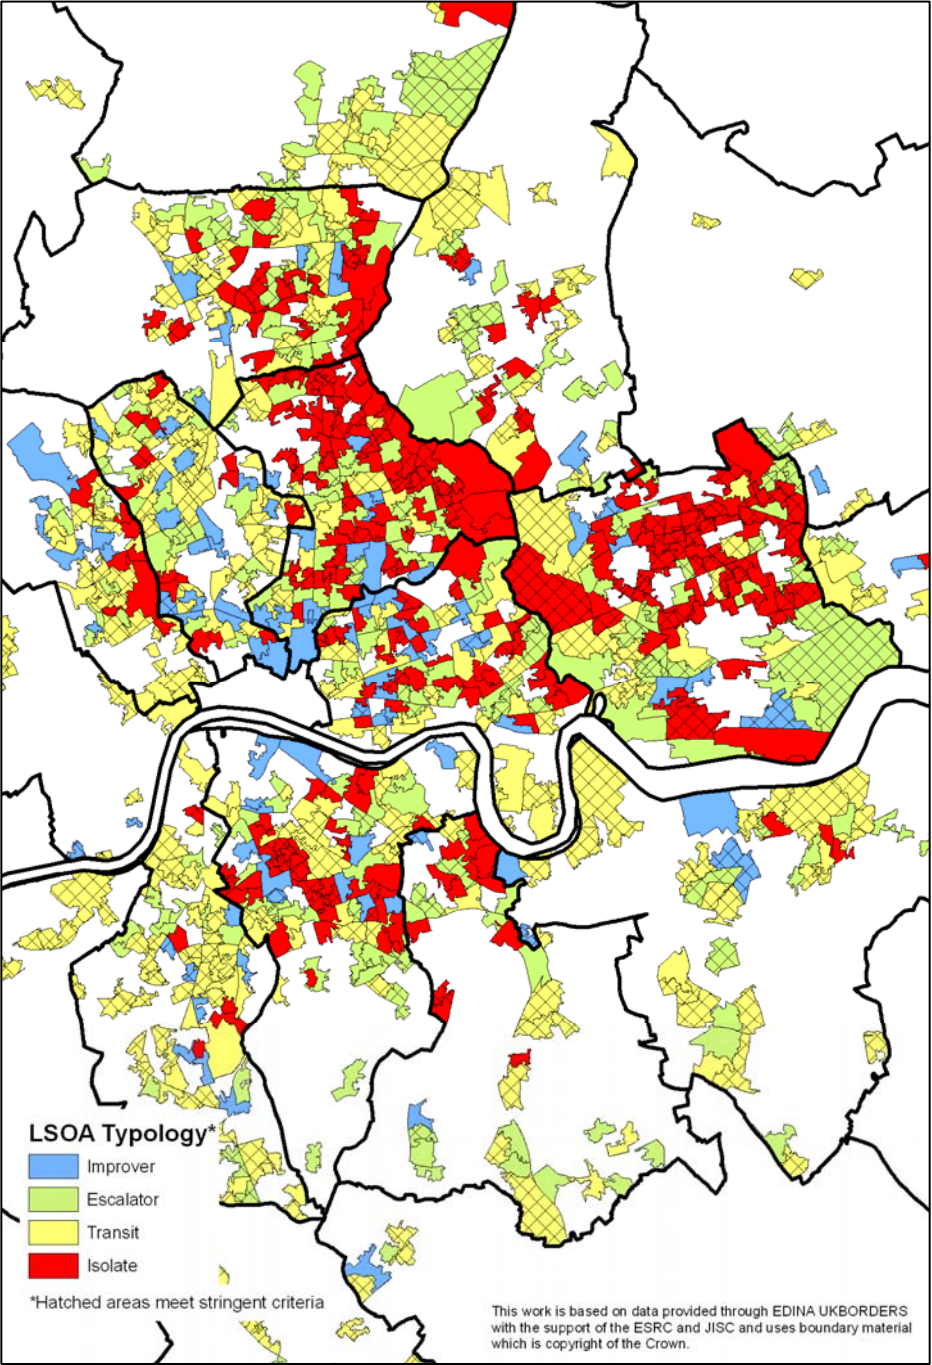 LSOA Typology*
Improver
Escalator
Transit
Isolate
*Hatched areas meet stringent criteria
This work is based on data provided through EDINA UKBORDERS
with the support of the ESRC and JISC and uses boundary material
which is copyright of the Crown.